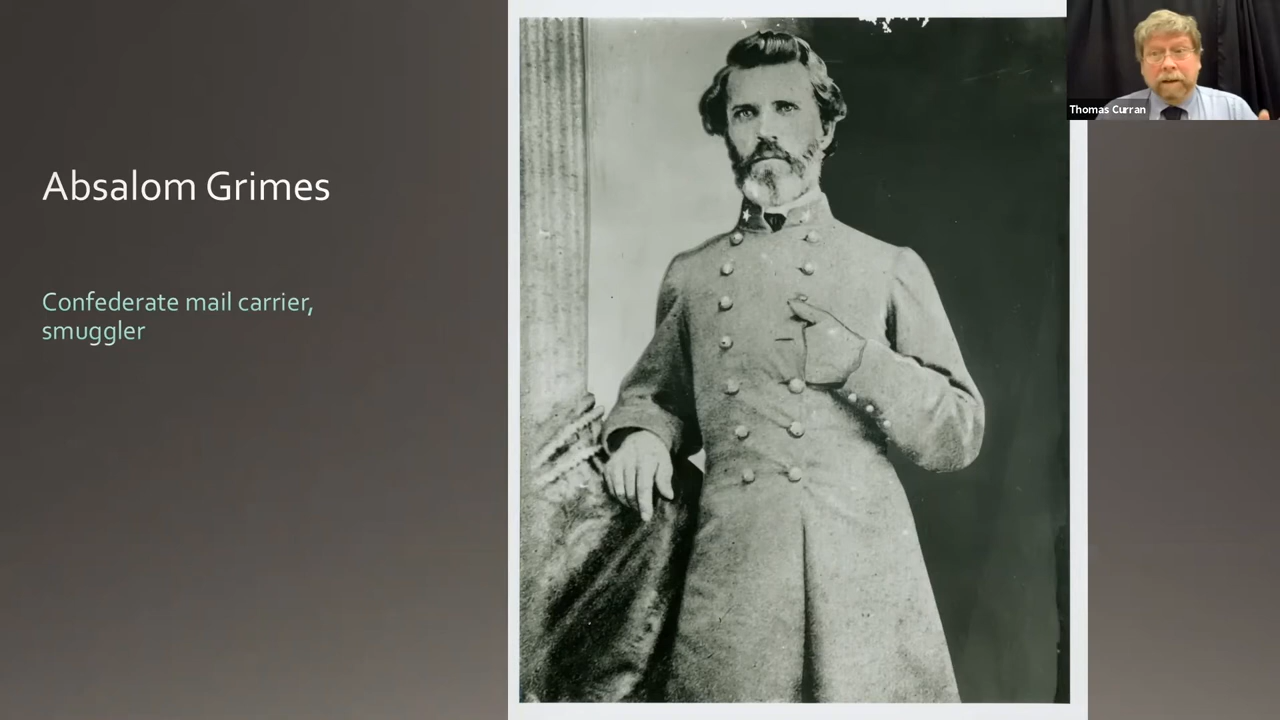 Thomas Curran
Absalom Grimes
Confederate mail carrier,
smuggler